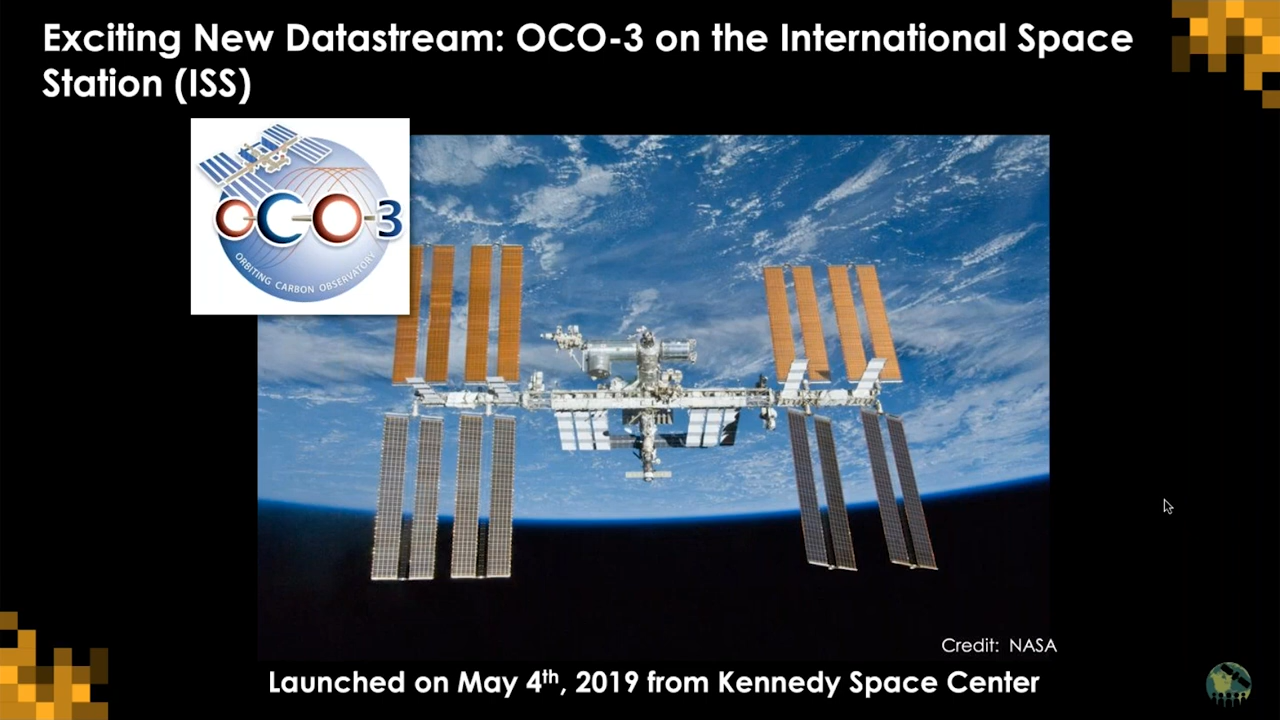 Exciting New Datastream: OCO-3 on the International Space
Station (ISS)
OCO-3
ORBITING CARBON OBSERVATORY
Credit: NASA
Launched on May 4th, 2019 from Kennedy Space Center